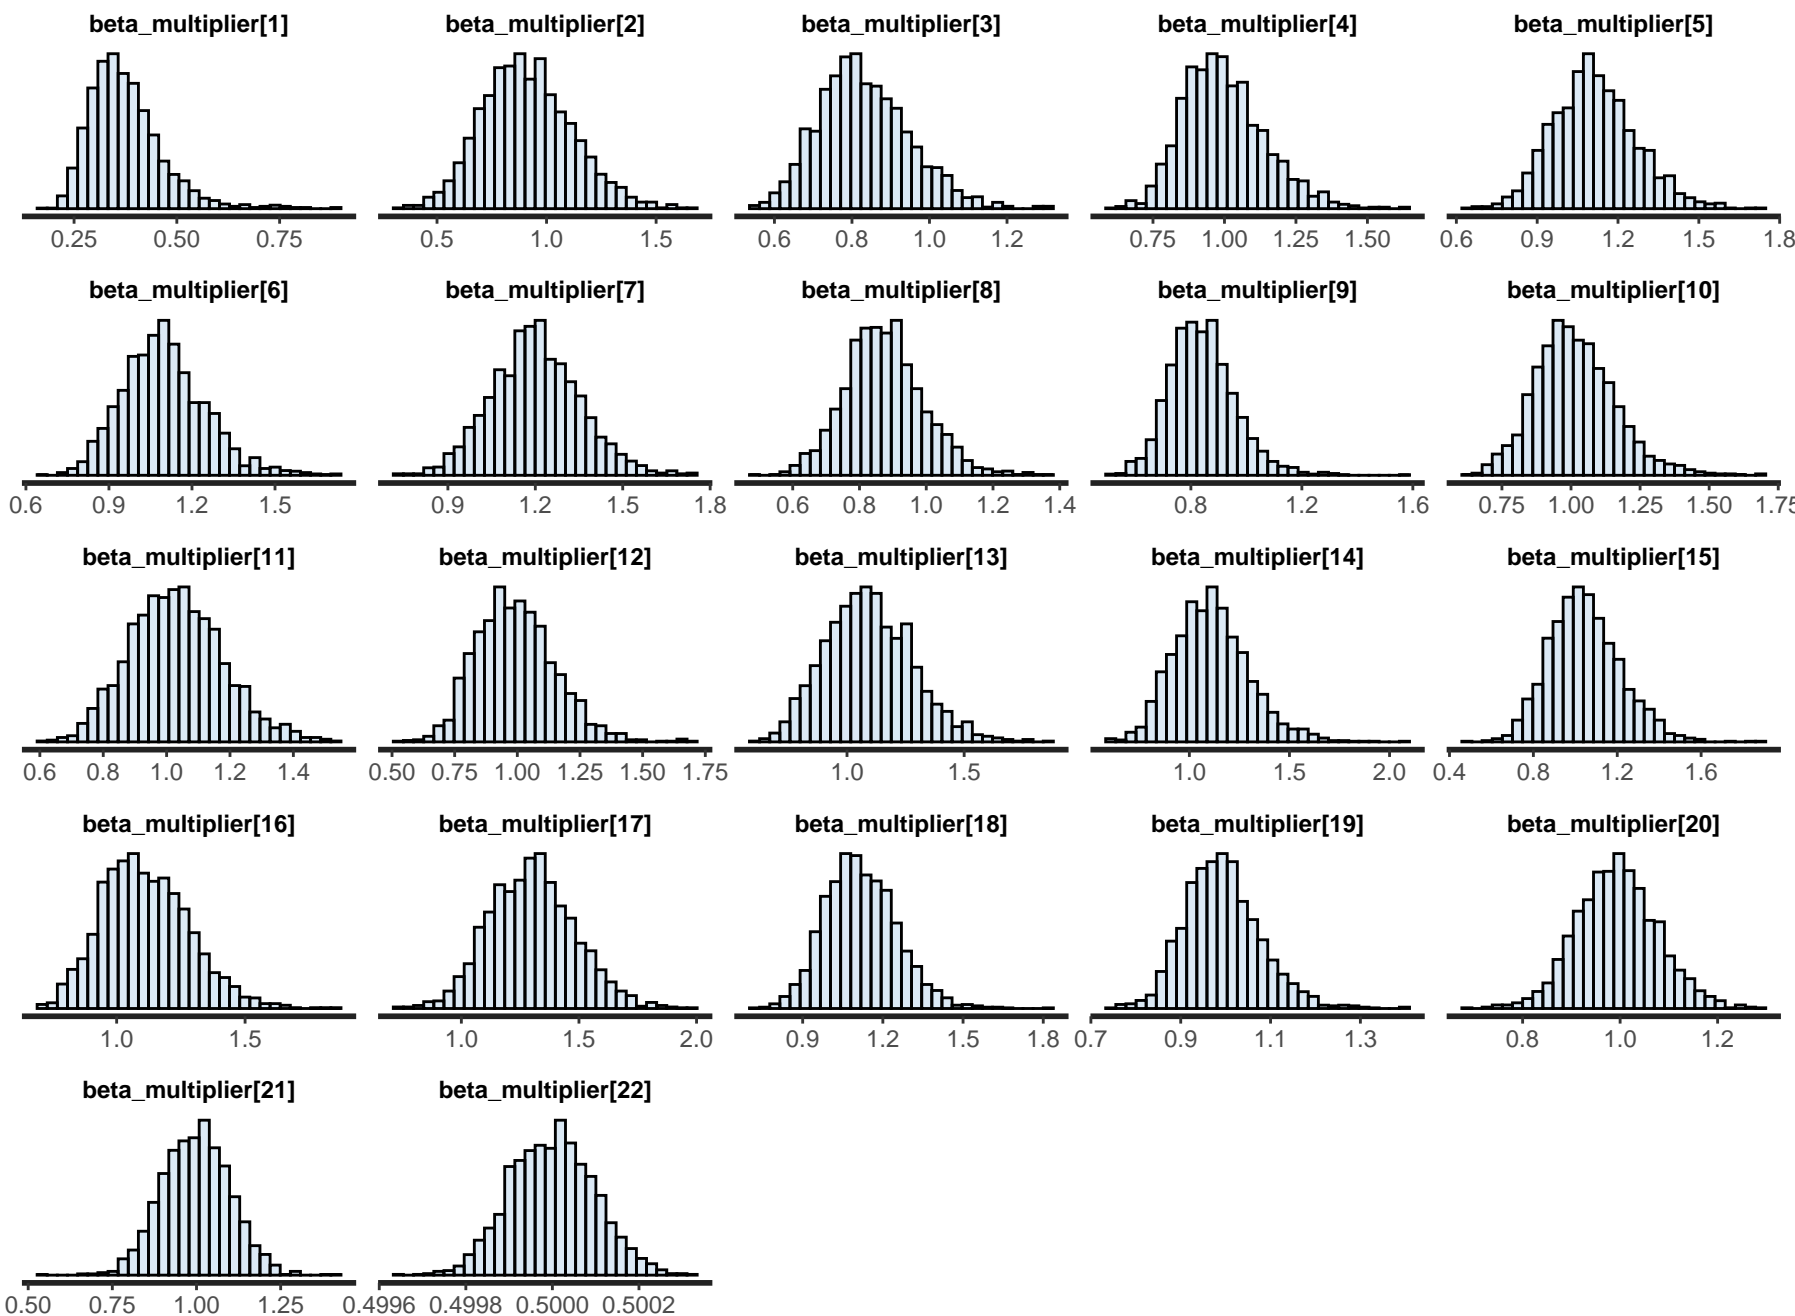 beta_multiplier[1] beta_multiplier[2] beta_multiplier[3] beta_multiplier[4] beta_multiplier[5]
0.25 0.50 0.75 0.5 1.0 1.5 0.6 0.8 1.0 1.2 0.75 1.00 1.25 1.50 0.6 0.9 1.2 1.5 1.8
beta_multiplier[6] beta_multiplier[7] beta_multiplier[8] beta_multiplier[9] beta_multiplier[10]
0.6 0.9 1.2 1.5 0.9 1.2 1.5 1.8 0.6 0.8 1.0 1.2 1.4 0.8 1.2 1.6 0.75 1.00 1.25 1.50 1.75
beta_multiplier[11] beta_multiplier[12] beta_multiplier[13] beta_multiplier[14] beta_multiplier[15]
0.6 0.8 1.0 1.2 1.4 0.50 0.75 1.00 1.25 1.50 1.75 1.0 1.5 1.0 1.5 2.0 0.4 0.8 1.2 1.6
beta_multiplier[16] beta_multiplier[17] beta_multiplier[18] beta_multiplier[19] beta_multiplier[20]
1.0 1.5 1.0 1.5 2.0 0.9 1.2 1.5 1.8 0.7 0.9 1.1 1.3 0.8 1.0 1.2
beta_multiplier[21] beta_multiplier[22]
0.50 0.75 1.00 1.25 0.4996 0.4998 0.5000 0.5002